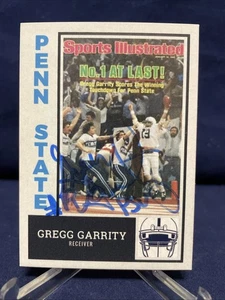 PENN STATE
Sports Illustrated
No.1 AT LAST!
Gregg Garrity Scores The Winning
Touchdown For Penn State
GREGG GARRITY
RECEIVER